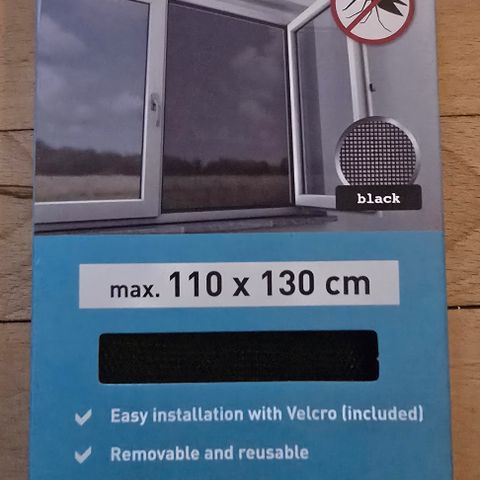 black
max. 110 x 130 cm
Easy installation with Velcro (included)
Removable and reusable